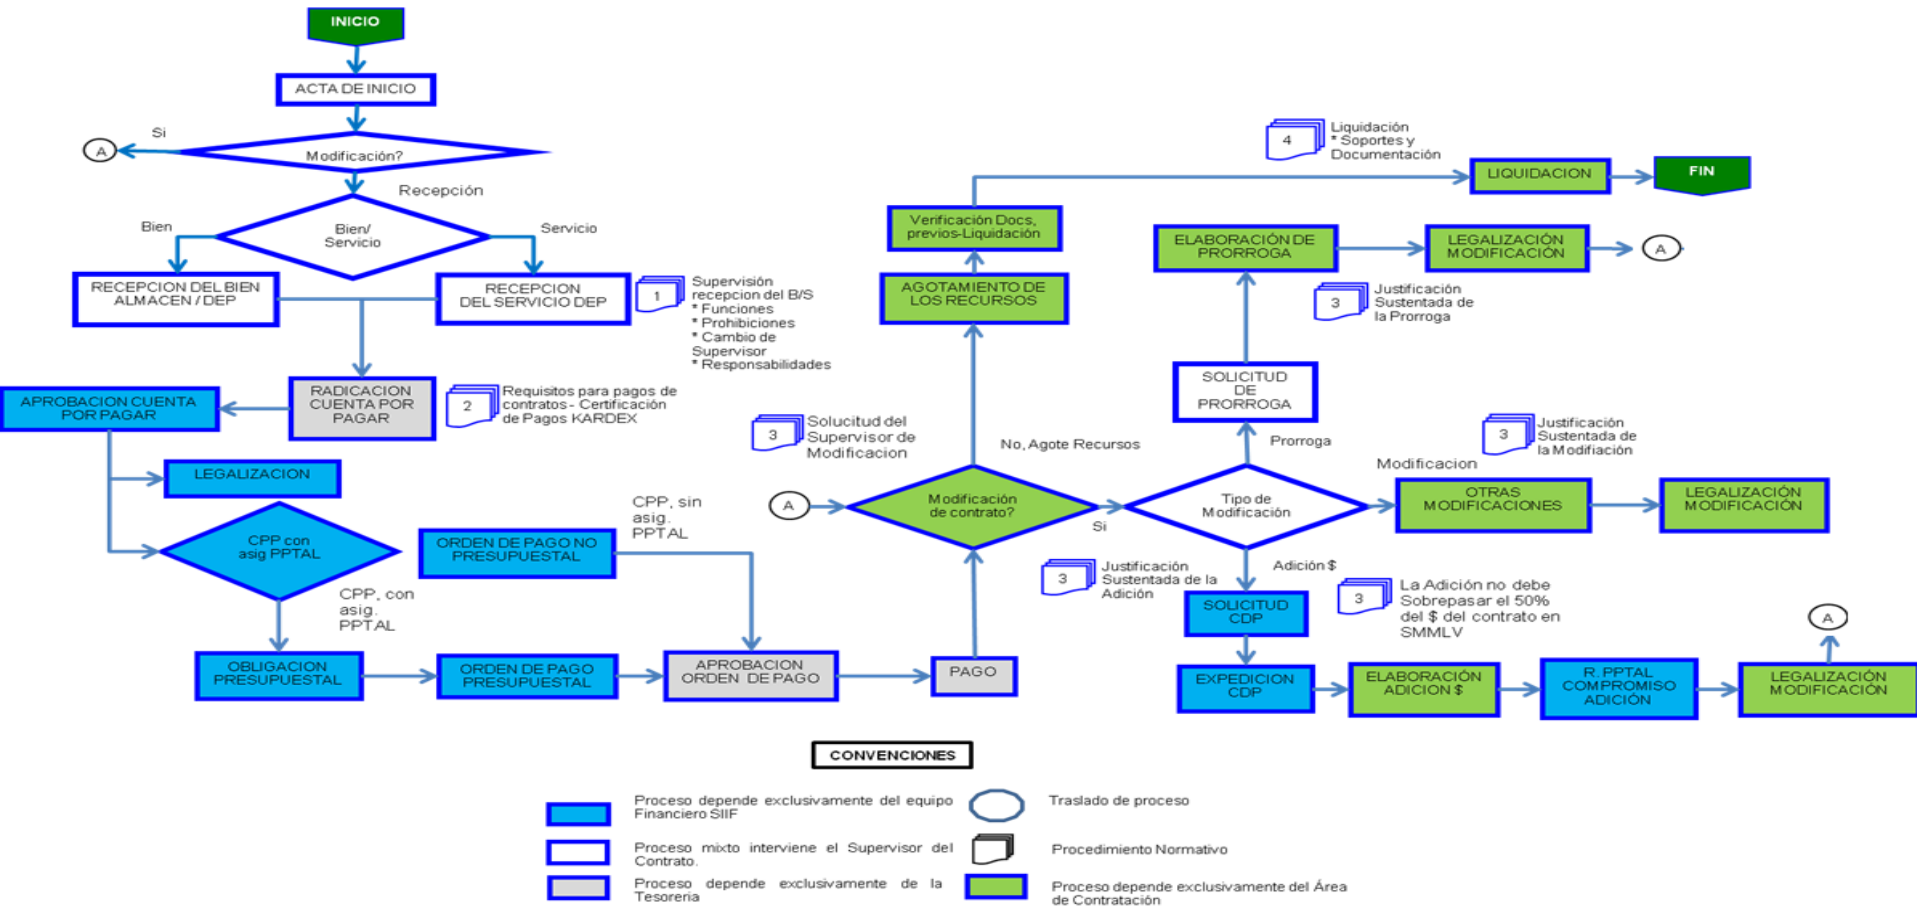 INICIO
ACTA DE INICIO
Si
A
Modificación?
Recepción
Bien
Bien/
Servicio
Servicio
RECEPCION DEL BIEN
ALMACEN / DEP
RECEPCION
DEL SERVICIO DEP
1
Supervisión
recepcion del B/S
* Funciones
* Prohibiciones
* Cambio de
Supervisor
* Responsabilidades
APROBACION CUENTA
POR PAGAR
RADICACION
CUENTA POR
PAGAR
2
Requisitos para pagos de
contratos - Certificación
de Pagos KARDEX
LEGALIZACION
CPP con
asig PPTAL
CPP, con
asig.
PPTAL
ORDEN DE PAGO NO
PRESUPUESTAL
CPP, sin
asig.
PPTAL
OBLIGACION
PRESUPUESTAL
ORDEN DE PAGO
PRESUPUESTAL
APROBACION
ORDEN DE PAGO
PAGO
3
Solucitud del
Supervisor de
Modificacion
A
Modificación
de contrato?
No, Agote Recursos
Si
AGOTAMIENTO DE
LOS RECURSOS
Verificación Docs,
previos-Liquidación
4
Liquidación
* Soportes y
Documentación
LIQUIDACION
FIN
Tipo de
Modificación
Prorroga
SOLICITUD
DE
PRORROGA
ELABORACIÓN DE
PRORROGA
3
Justificación
Sustentada de
la Prorroga
LEGALIZACIÓN
MODIFICACIÓN
A
Modificacion
3
Justificación
Sustentada de
la Modifiación
OTRAS
MODIFICACIONES
LEGALIZACIÓN
MODIFICACIÓN
3
Justificación
Sustentada de la
Adición
Adición $
SOLICITUD
CDP
3
La Adición no debe
Sobrepasar el 50%
del $ del contrato en
SMMLV
EXPEDICION
CDP
ELABORACIÓN
ADICION $
R. PPTAL
COMPROMISO
ADICIÓN
LEGALIZACIÓN
MODIFICACIÓN
A
CONVENCIONES
Proceso depende exclusivamente del equipo
Financiero SIIF
Traslado de proceso
Proceso mixto interviene el Supervisor del
Contrato.
Procedimiento Normativo
Proceso depende exclusivamente de la
Tesoreria
Proceso depende exclusivamente del Área
de Contratación